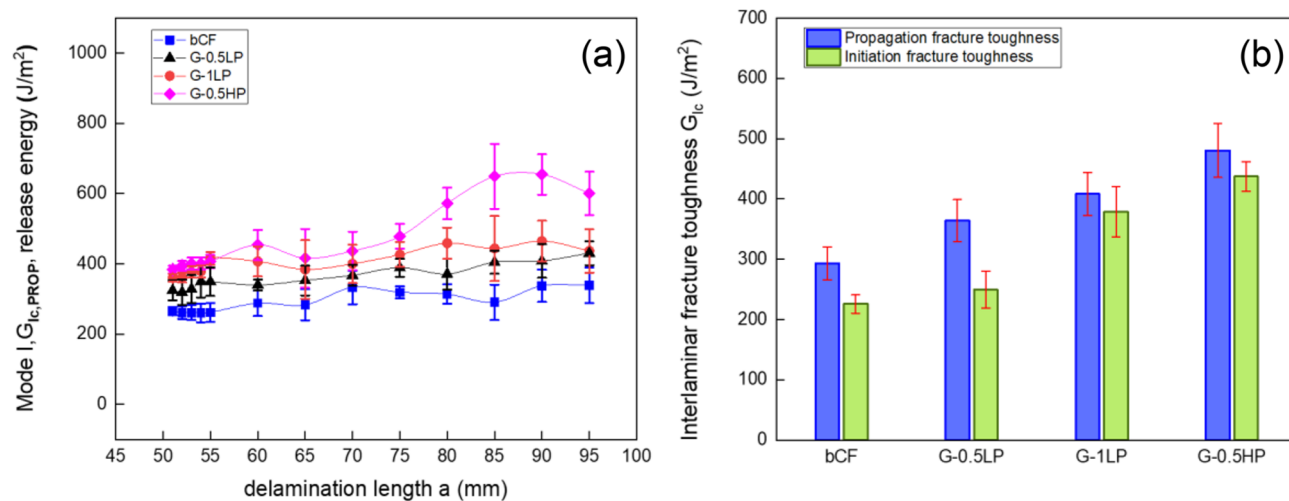 (a)
bCF
G-0.5LP
G-1LP
G-0.5HP
Mode I,G_Ic,PROP, release energy (J/m²)
1000
800
600
400
200
0
45 50 55 60 65 70 75 80 85 90 95 100
delamination length a (mm)
(b)
Propagation fracture toughness
Initiation fracture toughness
Interlaminar fracture toughness G_Ic (J/m²)
700
600
500
400
300
200
100
0
bCF G-0.5LP G-1LP G-0.5HP